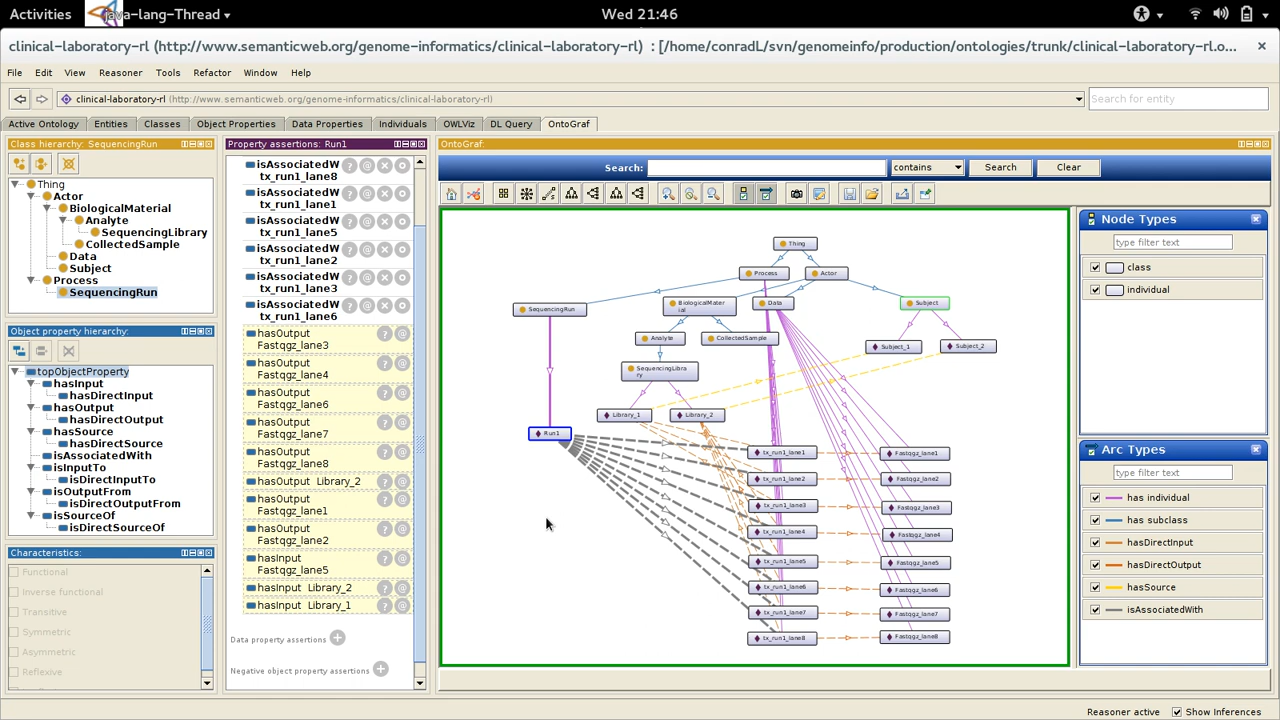 Activities
java-lang-Thread
Wed 21:46
clinical-laboratory-rl (http://www.semanticweb.org/genome-informatics/clinical-laboratory-rl) : [/home/conradL/svn/genomeinfo/production/ontologies/trunk/clinical-laboratory-rl.o...
File Edit View Reasoner Tools Refactor Window Help
clinical-laboratory-rl (http://www.semanticweb.org/genome-informatics/clinical-laboratory-rl)
Search for entity
Active Ontology Entities Classes Object Properties Data Properties Individuals OWLViz DL Query OntoGraf
Class hierarchy: SequencingRun
Thing
Actor
BiologicalMaterial
Analyte
SequencingLibrary
CollectedSample
Data
Subject
Process
SequencingRun
Object property hierarchy:
topObjectProperty
hasInput
hasDirectInput
hasOutput
hasDirectOutput
hasSource
hasDirectSource
isAssociatedWith
isInputTo
isDirectInputTo
isOutputFrom
isDirectOutputFrom
isSourceOf
isDirectSourceOf
Characteristics:
Functional
Inverse functional
Transitive
Symmetric
Asymmetric
Reflexive
Property assertions: Run1
isAssociatedW
tx_run1_lane8
isAssociatedW
tx_run1_lane1
isAssociatedW
tx_run1_lane5
isAssociatedW
tx_run1_lane2
isAssociatedW
tx_run1_lane3
isAssociatedW
tx_run1_lane6
hasOutput
Fastqgz_lane3
hasOutput
Fastqgz_lane4
hasOutput
Fastqgz_lane6
hasOutput
Fastqgz_lane7
hasOutput
Fastqgz_lane8
hasOutput Library_2
hasOutput
Fastqgz_lane1
hasOutput
Fastqgz_lane2
hasInput
Fastqgz_lane5
hasInput Library_2
hasInput Library_1
Data property assertions
Negative object property assertions
OntoGraf:
Search:
contains
Search
Clear
Thing
Process
Actor
SequencingRun
BiologicalMater
ial
Data
Subject
Analyte
CollectedSample
Subject_1
Subject_2
SequencingLibra
ry
Library_1
Library_2
Run1
tx_run1_lane1
Fastqgz_lane1
tx_run1_lane2
Fastqgz_lane2
tx_run1_lane3
Fastqgz_lane3
tx_run1_lane4
Fastqgz_lane4
tx_run1_lane5
Fastqgz_lane5
tx_run1_lane6
Fastqgz_lane6
tx_run1_lane7
Fastqgz_lane7
tx_run1_lane8
Fastqgz_lane8
Node Types
type filter text
class
individual
Arc Types
type filter text
has individual
has subclass
hasDirectInput
hasDirectOutput
hasSource
isAssociatedWith
Reasoner active
Show Inferences